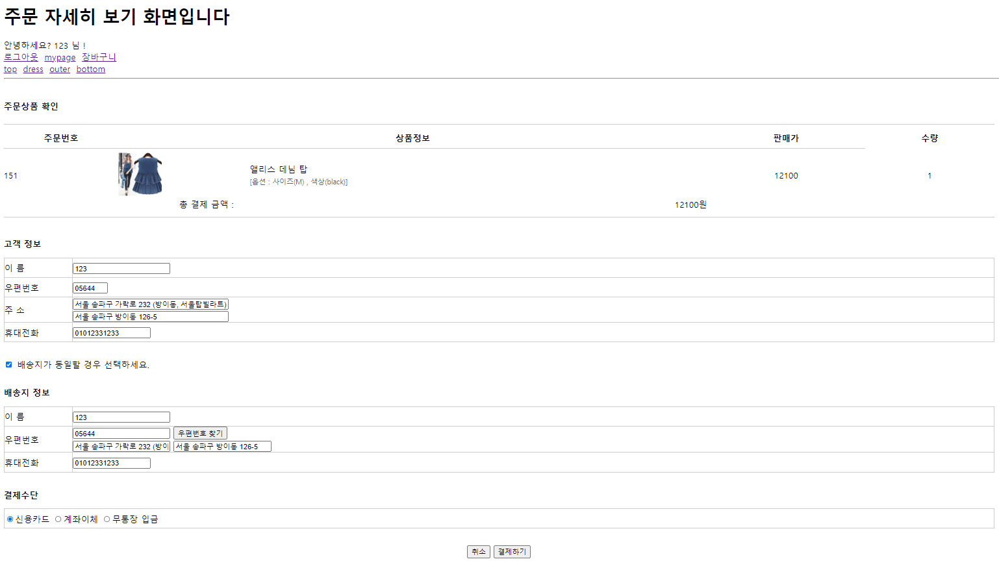 주문 자세히 보기 화면입니다
안녕하세요? 123 님 !
로그아웃 mypage 장바구니
top dress outer bottom
주문상품 확인
주문번호 상품정보 판매가 수량
151 앨리스 데님 탑 12100 1
[옵션 : 사이즈(M) , 색상(black)]
총 결제 금액 : 12100원
고객 정보
이 름 123
우편번호 05644
주 소 서울 송파구 가락로 232 (방이동, 서울탑빌라트)
서울 송파구 방이동 126-5
휴대전화 01012331233
배송지가 동일할 경우 선택하세요.
배송지 정보
이 름 123
우편번호 05644 우편번호 찾기
서울 송파구 가락로 232 (방이 서울 송파구 방이동 126-5
휴대전화 01012331233
결제수단
신용카드 계좌이체 무통장 입금
취소 결제하기